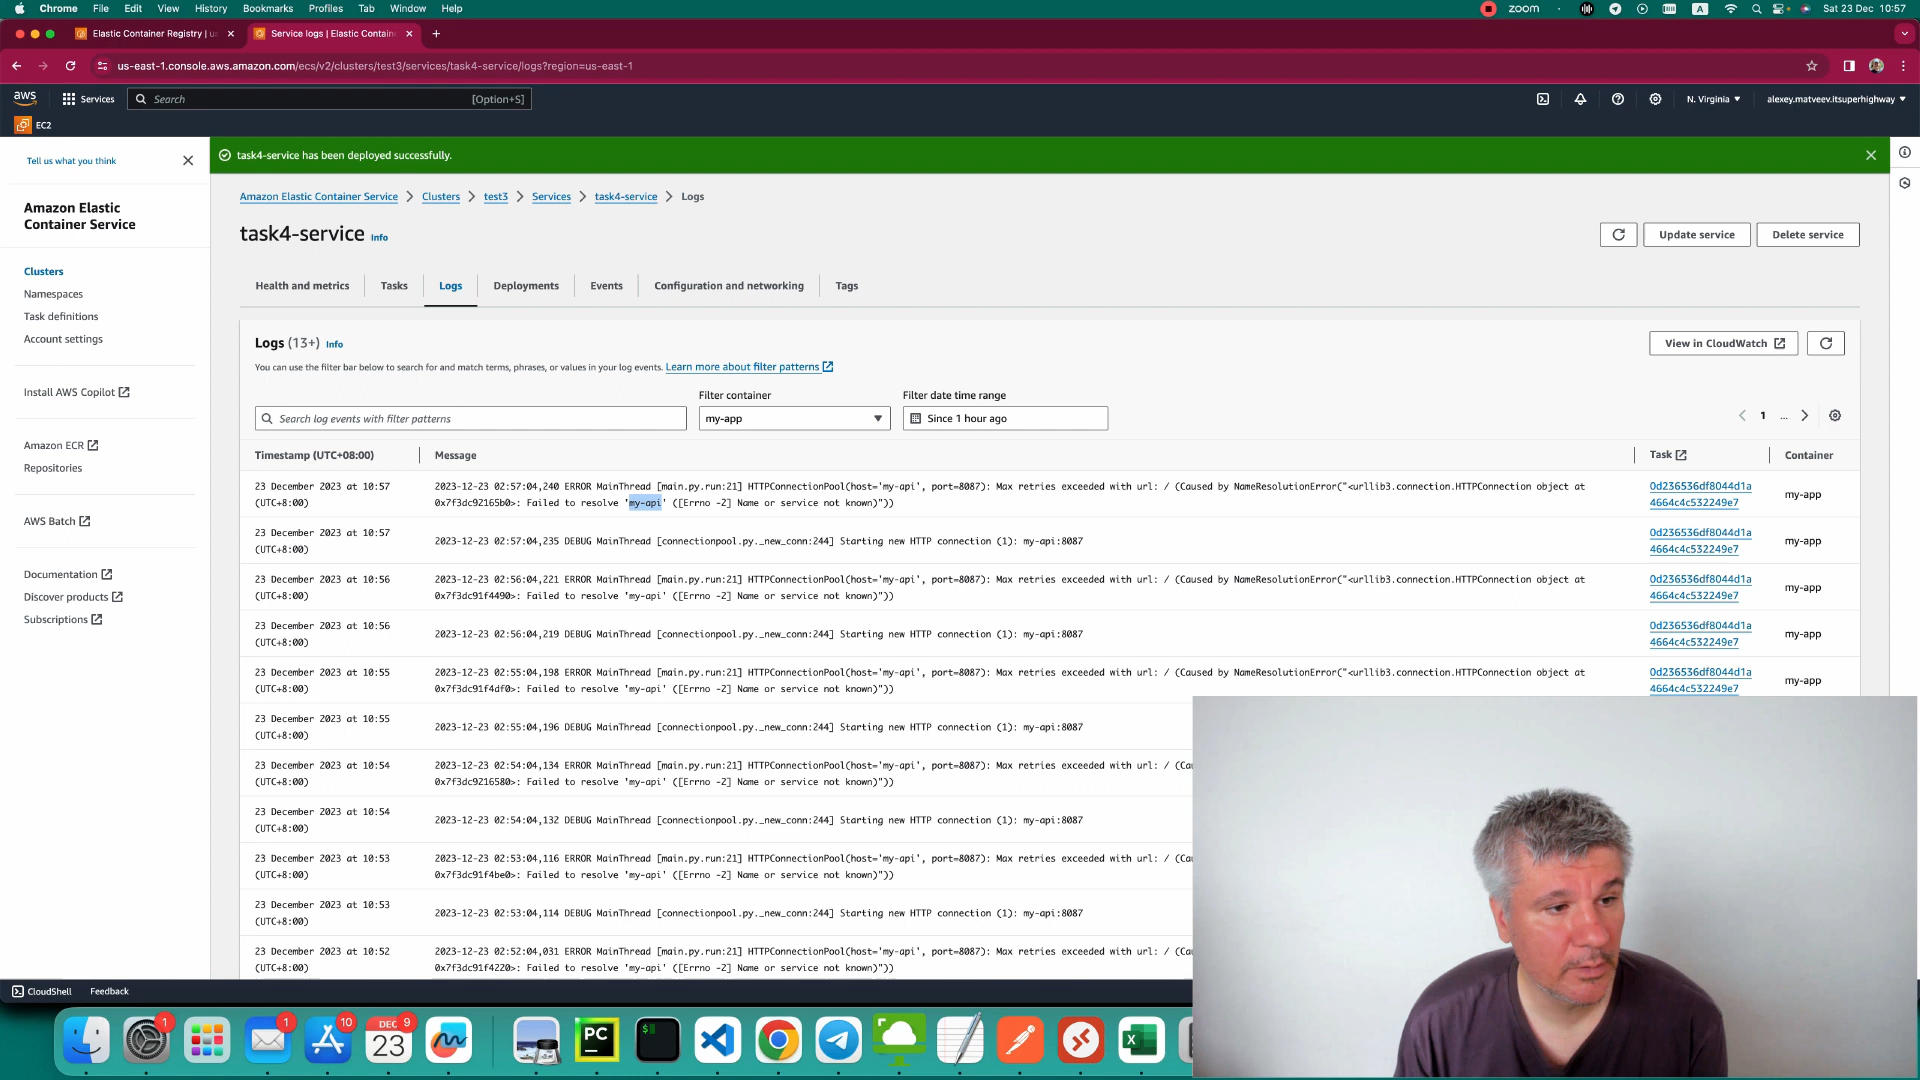 Chrome File Edit View History Bookmarks Profiles Tab Window Help zoom A Sat 23 Dec 10:57
Elastic Container Registry | us Service logs | Elastic Contain
us-east-1.console.aws.amazon.com/ecs/v2/clusters/test3/services/task4-service/logs?region=us-east-1
aws Services Search [Option+S] N. Virginia alexey.matveev.itsuperhighway
EC2
Tell us what you think
task4-service has been deployed successfully.
Amazon Elastic Container Service
Clusters
Namespaces
Task definitions
Account settings
Install AWS Copilot
Amazon ECR
Repositories
AWS Batch
Documentation
Discover products
Subscriptions
Amazon Elastic Container Service > Clusters > test3 > Services > task4-service > Logs
task4-service Info
Update service Delete service
Health and metrics Tasks Logs Deployments Events Configuration and networking Tags
Logs (13+) Info
View in CloudWatch
You can use the filter bar below to search for and match terms, phrases, or values in your log events. Learn more about filter patterns
Filter container Filter date time range
Search log events with filter patterns my-app Since 1 hour ago 1 ...
Timestamp (UTC+08:00) Message Task Container
23 December 2023 at 10:57 (UTC+8:00)
2023-12-23 02:57:04,240 ERROR MainThread [main.py.run:21] HTTPConnectionPool(host='my-api', port=8087): Max retries exceeded with url: / (Caused by NameResolutionError("<urllib3.connection.HTTPConnection object at
0x7f3dc92165b0>: Failed to resolve 'my-api' ([Errno -2] Name or service not known)"))
0d236536df8044d1a
4664c4c532249e7
my-app
23 December 2023 at 10:57 (UTC+8:00)
2023-12-23 02:57:04,235 DEBUG MainThread [connectionpool.py._new_conn:244] Starting new HTTP connection (1): my-api:8087
0d236536df8044d1a
4664c4c532249e7
my-app
23 December 2023 at 10:56 (UTC+8:00)
2023-12-23 02:56:04,221 ERROR MainThread [main.py.run:21] HTTPConnectionPool(host='my-api', port=8087): Max retries exceeded with url: / (Caused by NameResolutionError("<urllib3.connection.HTTPConnection object at
0x7f3dc91f4490>: Failed to resolve 'my-api' ([Errno -2] Name or service not known)"))
0d236536df8044d1a
4664c4c532249e7
my-app
23 December 2023 at 10:56 (UTC+8:00)
2023-12-23 02:56:04,219 DEBUG MainThread [connectionpool.py._new_conn:244] Starting new HTTP connection (1): my-api:8087
0d236536df8044d1a
4664c4c532249e7
my-app
23 December 2023 at 10:55 (UTC+8:00)
2023-12-23 02:55:04,198 ERROR MainThread [main.py.run:21] HTTPConnectionPool(host='my-api', port=8087): Max retries exceeded with url: / (Caused by NameResolutionError("<urllib3.connection.HTTPConnection object at
0x7f3dc91f4df0>: Failed to resolve 'my-api' ([Errno -2] Name or service not known)"))
0d236536df8044d1a
4664c4c532249e7
my-app
23 December 2023 at 10:55 (UTC+8:00)
2023-12-23 02:55:04,196 DEBUG MainThread [connectionpool.py._new_conn:244] Starting new HTTP connection (1): my-api:8087
23 December 2023 at 10:54 (UTC+8:00)
2023-12-23 02:54:04,134 ERROR MainThread [main.py.run:21] HTTPConnectionPool(host='my-api', port=8087): Max retries exceeded with url: / (Cau
0x7f3dc9216580>: Failed to resolve 'my-api' ([Errno -2] Name or service not known)"))
23 December 2023 at 10:54 (UTC+8:00)
2023-12-23 02:54:04,132 DEBUG MainThread [connectionpool.py._new_conn:244] Starting new HTTP connection (1): my-api:8087
23 December 2023 at 10:53 (UTC+8:00)
2023-12-23 02:53:04,116 ERROR MainThread [main.py.run:21] HTTPConnectionPool(host='my-api', port=8087): Max retries exceeded with url: / (Cau
0x7f3dc91f4be0>: Failed to resolve 'my-api' ([Errno -2] Name or service not known)"))
23 December 2023 at 10:53 (UTC+8:00)
2023-12-23 02:53:04,114 DEBUG MainThread [connectionpool.py._new_conn:244] Starting new HTTP connection (1): my-api:8087
23 December 2023 at 10:52 (UTC+8:00)
2023-12-23 02:52:04,031 ERROR MainThread [main.py.run:21] HTTPConnectionPool(host='my-api', port=8087): Max retries exceeded with url: / (Cau
0x7f3dc91f4220>: Failed to resolve 'my-api' ([Errno -2] Name or service not known)"))
CloudShell Feedback
1 1 10 DEC 9 23 PC $ X